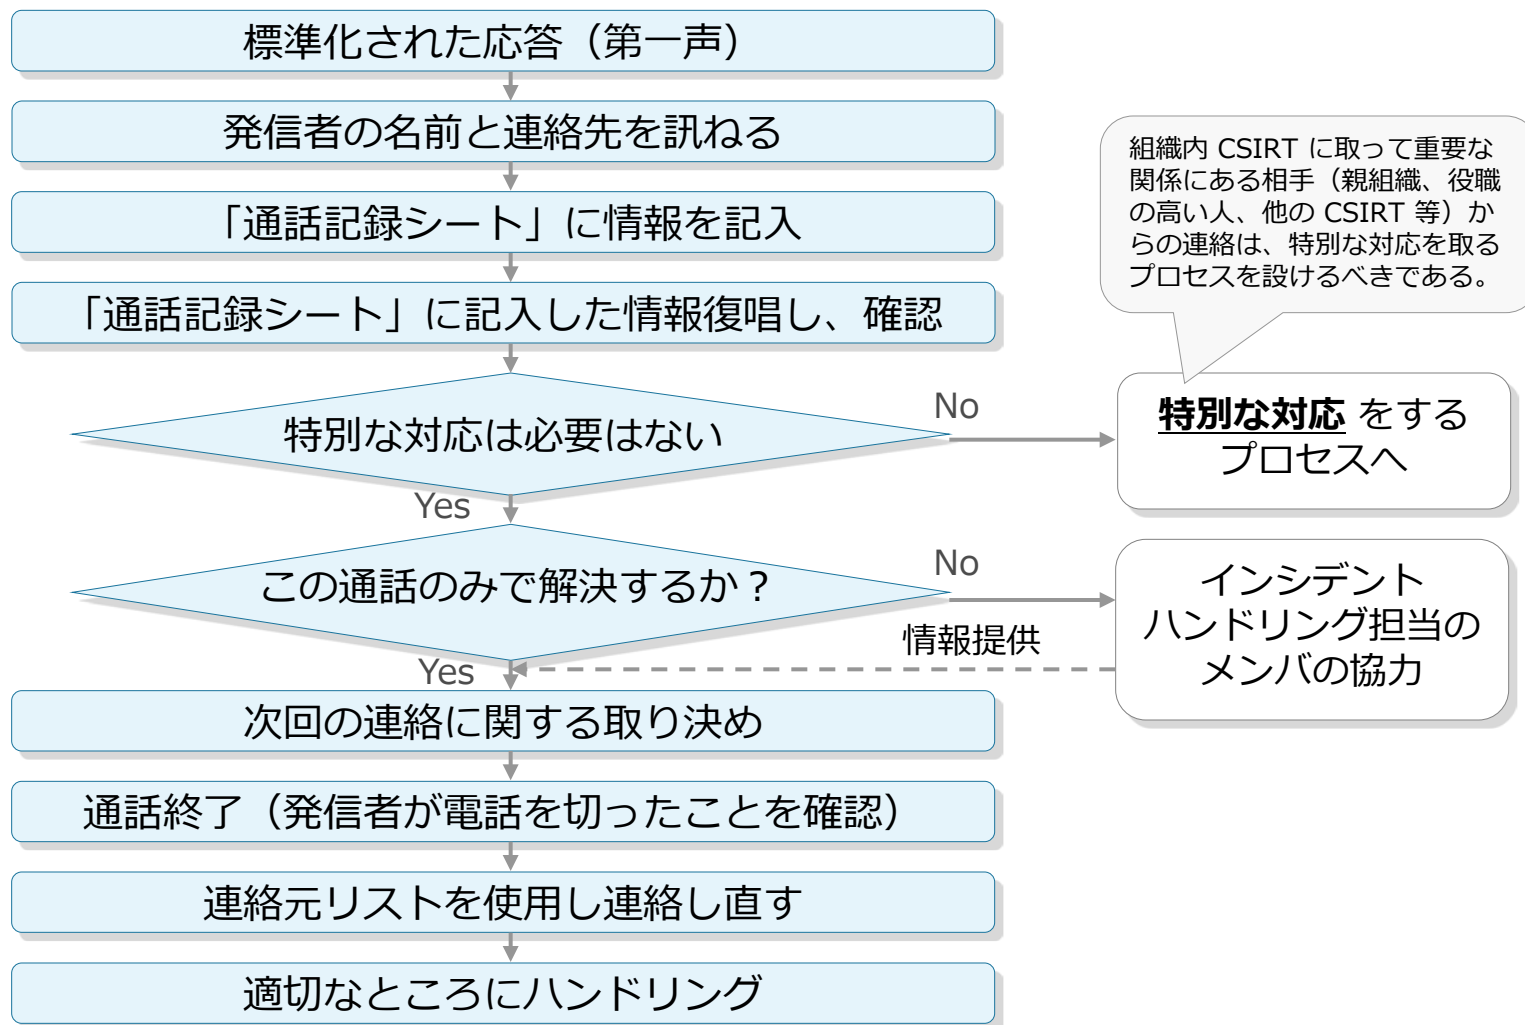 標準化された応答（第一声）
発信者の名前と連絡先を訊ねる
「通話記録シート」に情報を記入
「通話記録シート」に記入した情報復唱し、確認
組織内 CSIRT に取って重要な
関係にある相手（親組織、役職
の高い人、他の CSIRT 等）か
らの連絡は、特別な対応を取る
プロセスを設けるべきである。
特別な対応は必要はない
No
特別な対応 をする
プロセスへ
Yes
この通話のみで解決するか？
No
インシデント
ハンドリング担当の
メンバの協力
情報提供
Yes
次回の連絡に関する取り決め
通話終了（発信者が電話を切ったことを確認）
連絡元リストを使用し連絡し直す
適切なところにハンドリング